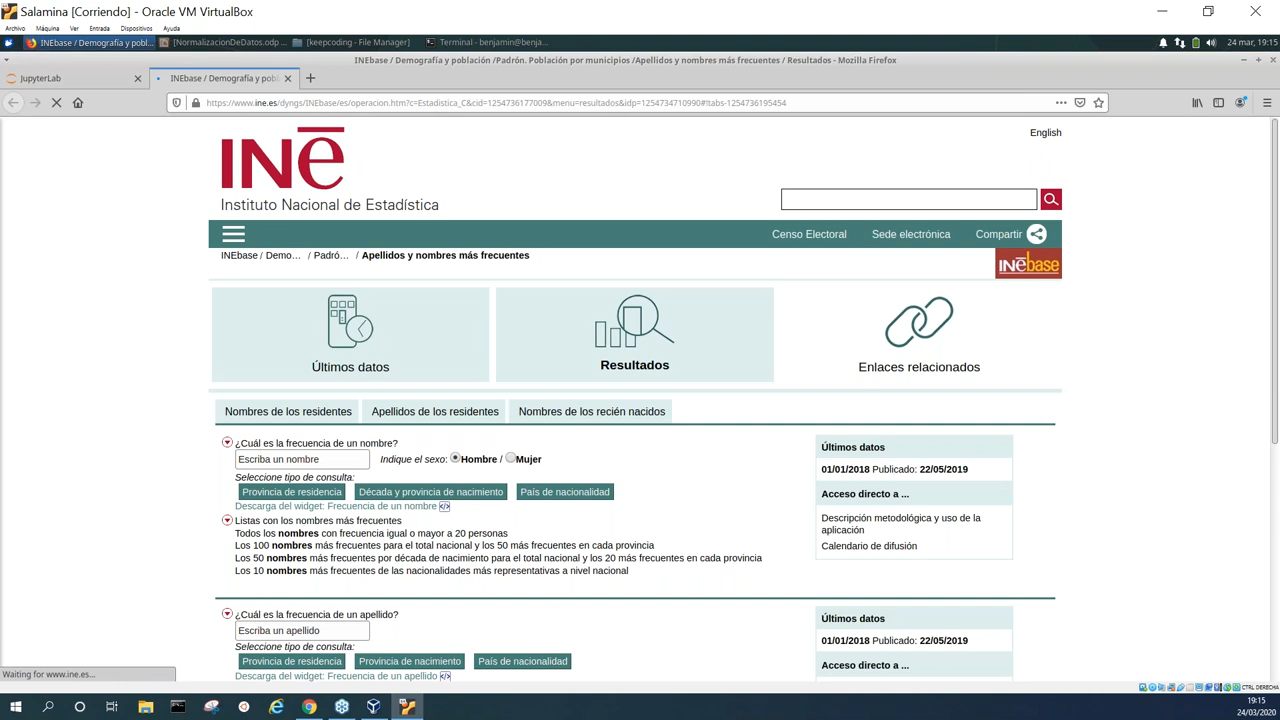 Salamina [Corriendo] - Oracle VM VirtualBox
Archivo Máquina Ver Entrada Dispositivos Ayuda
INEbase / Demografía y pobl... [NormalizacionDeDatos.odp ... [keepcoding - File Manager] Terminal - benjamin@benja... 24 mar, 19:15
INEbase / Demografía y población /Padrón. Población por municipios /Apellidos y nombres más frecuentes / Resultados - Mozilla Firefox
JupyterLab INEbase / Demografía y pobl
https://www.ine.es/dyngs/INEbase/es/operacion.htm?c=Estadistica_C&cid=1254736177009&menu=resultados&idp=1254734710990#!tabs-1254736195454
English
INe
Instituto Nacional de Estadística
Censo Electoral Sede electrónica Compartir
INEbase / Demo... / Padró... / Apellidos y nombres más frecuentes
INebase
Últimos datos Resultados Enlaces relacionados
Nombres de los residentes Apellidos de los residentes Nombres de los recién nacidos
¿Cuál es la frecuencia de un nombre?
Escriba un nombre Indique el sexo: Hombre / Mujer
Seleccione tipo de consulta:
Provincia de residencia Década y provincia de nacimiento País de nacionalidad
Descarga del widget: Frecuencia de un nombre </>
Listas con los nombres más frecuentes
Todos los nombres con frecuencia igual o mayor a 20 personas
Los 100 nombres más frecuentes para el total nacional y los 50 más frecuentes en cada provincia
Los 50 nombres más frecuentes por década de nacimiento para el total nacional y los 20 más frecuentes en cada provincia
Los 10 nombres más frecuentes de las nacionalidades más representativas a nivel nacional
Últimos datos
01/01/2018 Publicado: 22/05/2019
Acceso directo a ...
Descripción metodológica y uso de la
aplicación
Calendario de difusión
¿Cuál es la frecuencia de un apellido?
Escriba un apellido
Seleccione tipo de consulta:
Provincia de residencia Provincia de nacimiento País de nacionalidad
Descarga del widget: Frecuencia de un apellido </>
Últimos datos
01/01/2018 Publicado: 22/05/2019
Acceso directo a ...
Waiting for www.ine.es...
CTRL DERECHA
19:15
24/03/2020